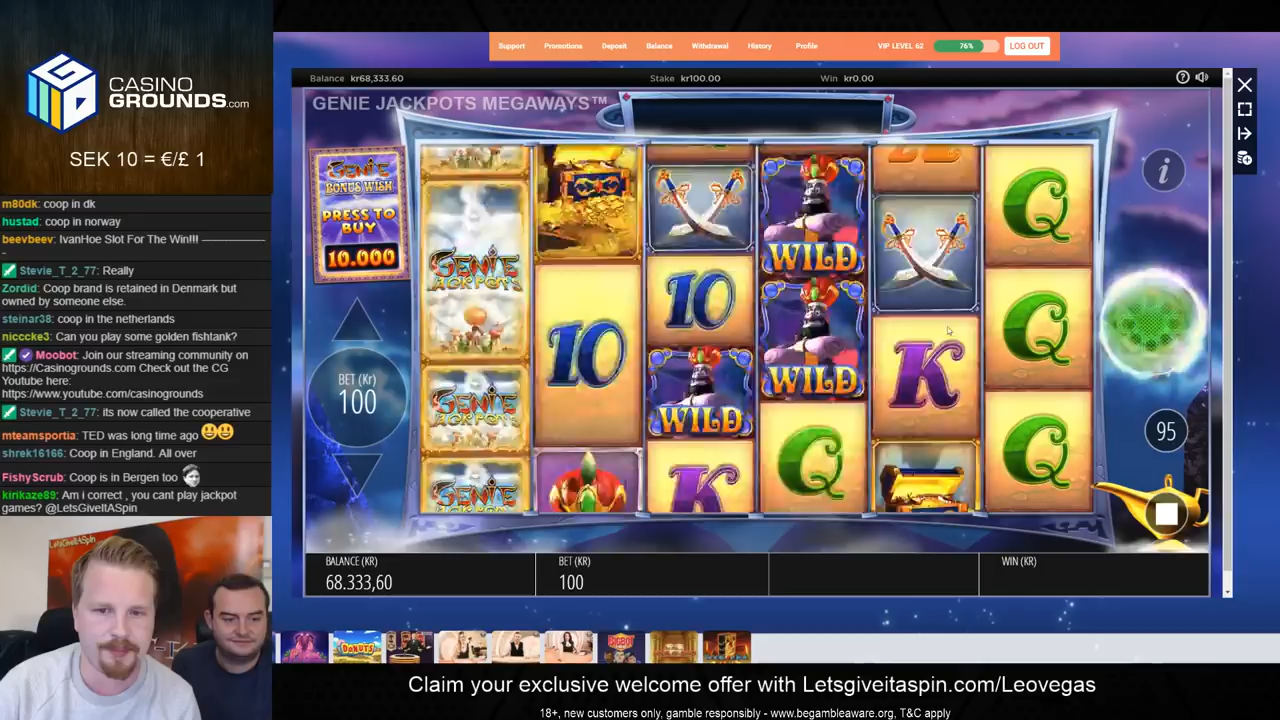 CASINO
GROUNDS.com
SEK 10 = €/£ 1
m80dk: coop in dk
hustad: coop in norway
beevbeev: IvanHoe Slot For The Win!!! ——————
-
Stevie_T_2_77: Really
Zordid: Coop brand is retained in Denmark but
owned by someone else.
steinar38: coop in the netherlands
nicccke3: Can you play some golden fishtank?
Moobot: Join our streaming community on
https://Casinogrounds.com Check out the CG
Youtube here:
https://www.youtube.com/casinogrounds
Stevie_T_2_77: its now called the cooperative
mteamsportia: TED was long time ago
shrek16166: Coop in England. All over
FishyScrub: Coop is in Bergen too
kirikaze89: Am i correct , you cant play jackpot
games? @LetsGiveItASpin
LetsGiveItASpin
Support Promotions Deposit Balance Withdrawal History Profile VIP LEVEL 62 76% LOG OUT
Balance kr68,333.60 Stake kr100.00 Win kr0.00
GENIE JACKPOTS MEGAWAYS™
GENIE
BONUS WISH
PRESS TO
BUY
10.000
BET (Kr)
100
GENIE
JACKPOTS
GENIE
JACKPOTS
GENIE
JACKPOTS
10
10
WILD
K
WILD
WILD
Q
K
Q
Q
Q
i
95
BALANCE (KR)
68.333,60
BET (KR)
100
WIN (KR)
DONUTS
Claim your exclusive welcome offer with Letsgiveitaspin.com/Leovegas
18+, new customers only, gamble responsibly - www.begambleaware.org, T&C apply